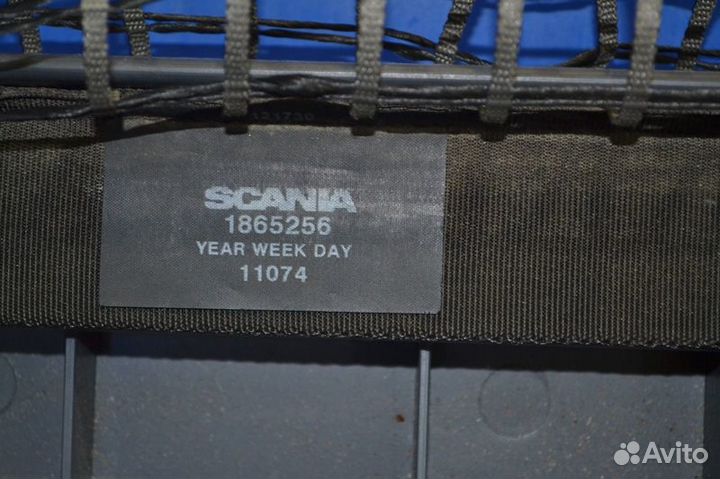 SCANIA
1865256
YEAR WEEK DAY
11074
Avito